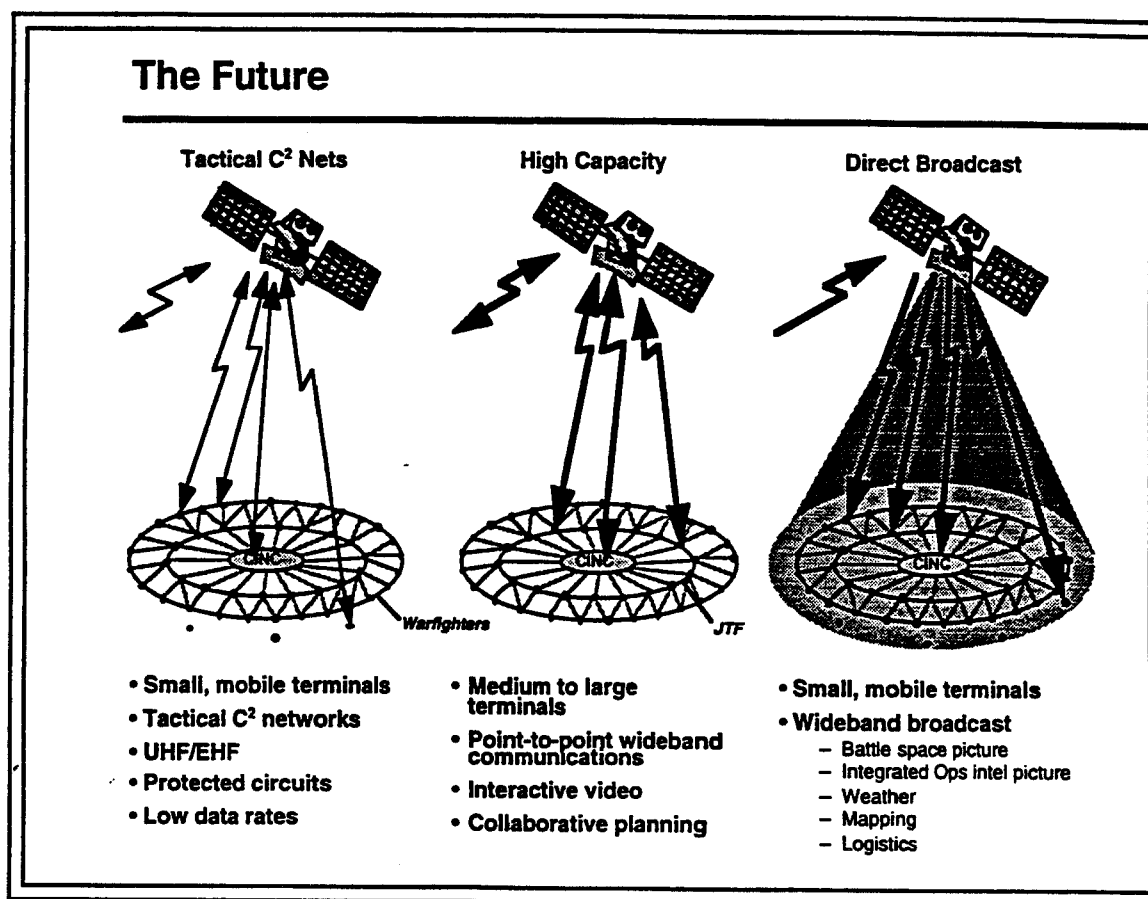 The Future
Tactical C² Nets
CINC
Warfighters
• Small, mobile terminals
• Tactical C² networks
• UHF/EHF
• Protected circuits
• Low data rates
High Capacity
CINC
JTF
• Medium to large
terminals
• Point-to-point wideband
communications
• Interactive video
• Collaborative planning
Direct Broadcast
CINC
• Small, mobile terminals
• Wideband broadcast
– Battle space picture
– Integrated Ops intel picture
– Weather
– Mapping
– Logistics